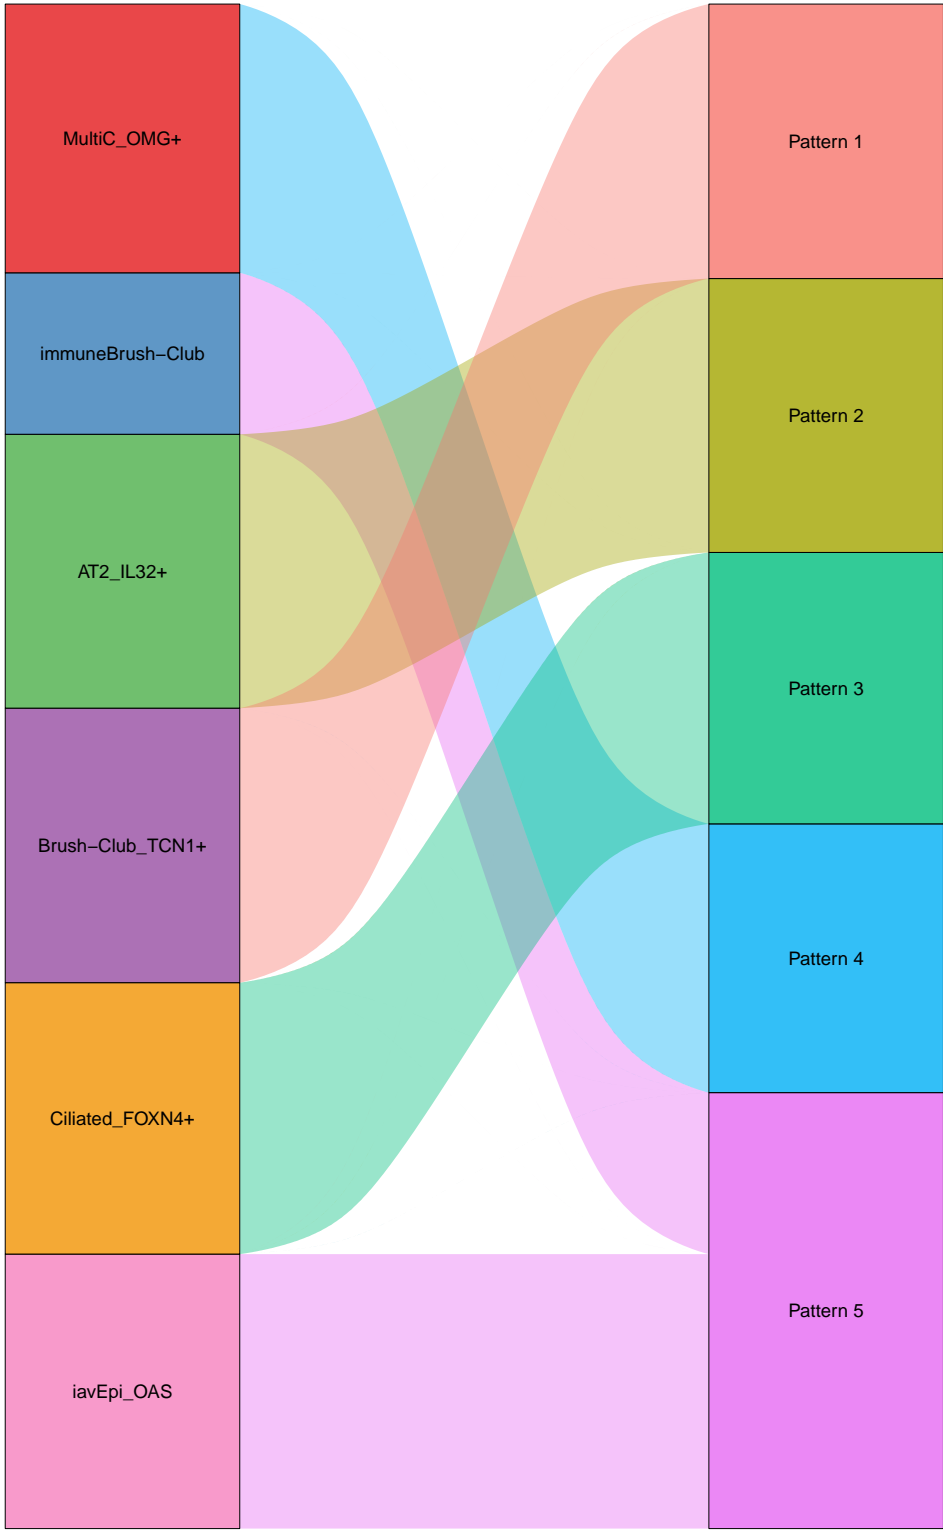 MultiC_OMG+
immuneBrush−Club
AT2_IL32+
Brush−Club_TCN1+
Ciliated_FOXN4+
iavEpi_OAS
Pattern 1
Pattern 2
Pattern 3
Pattern 4
Pattern 5